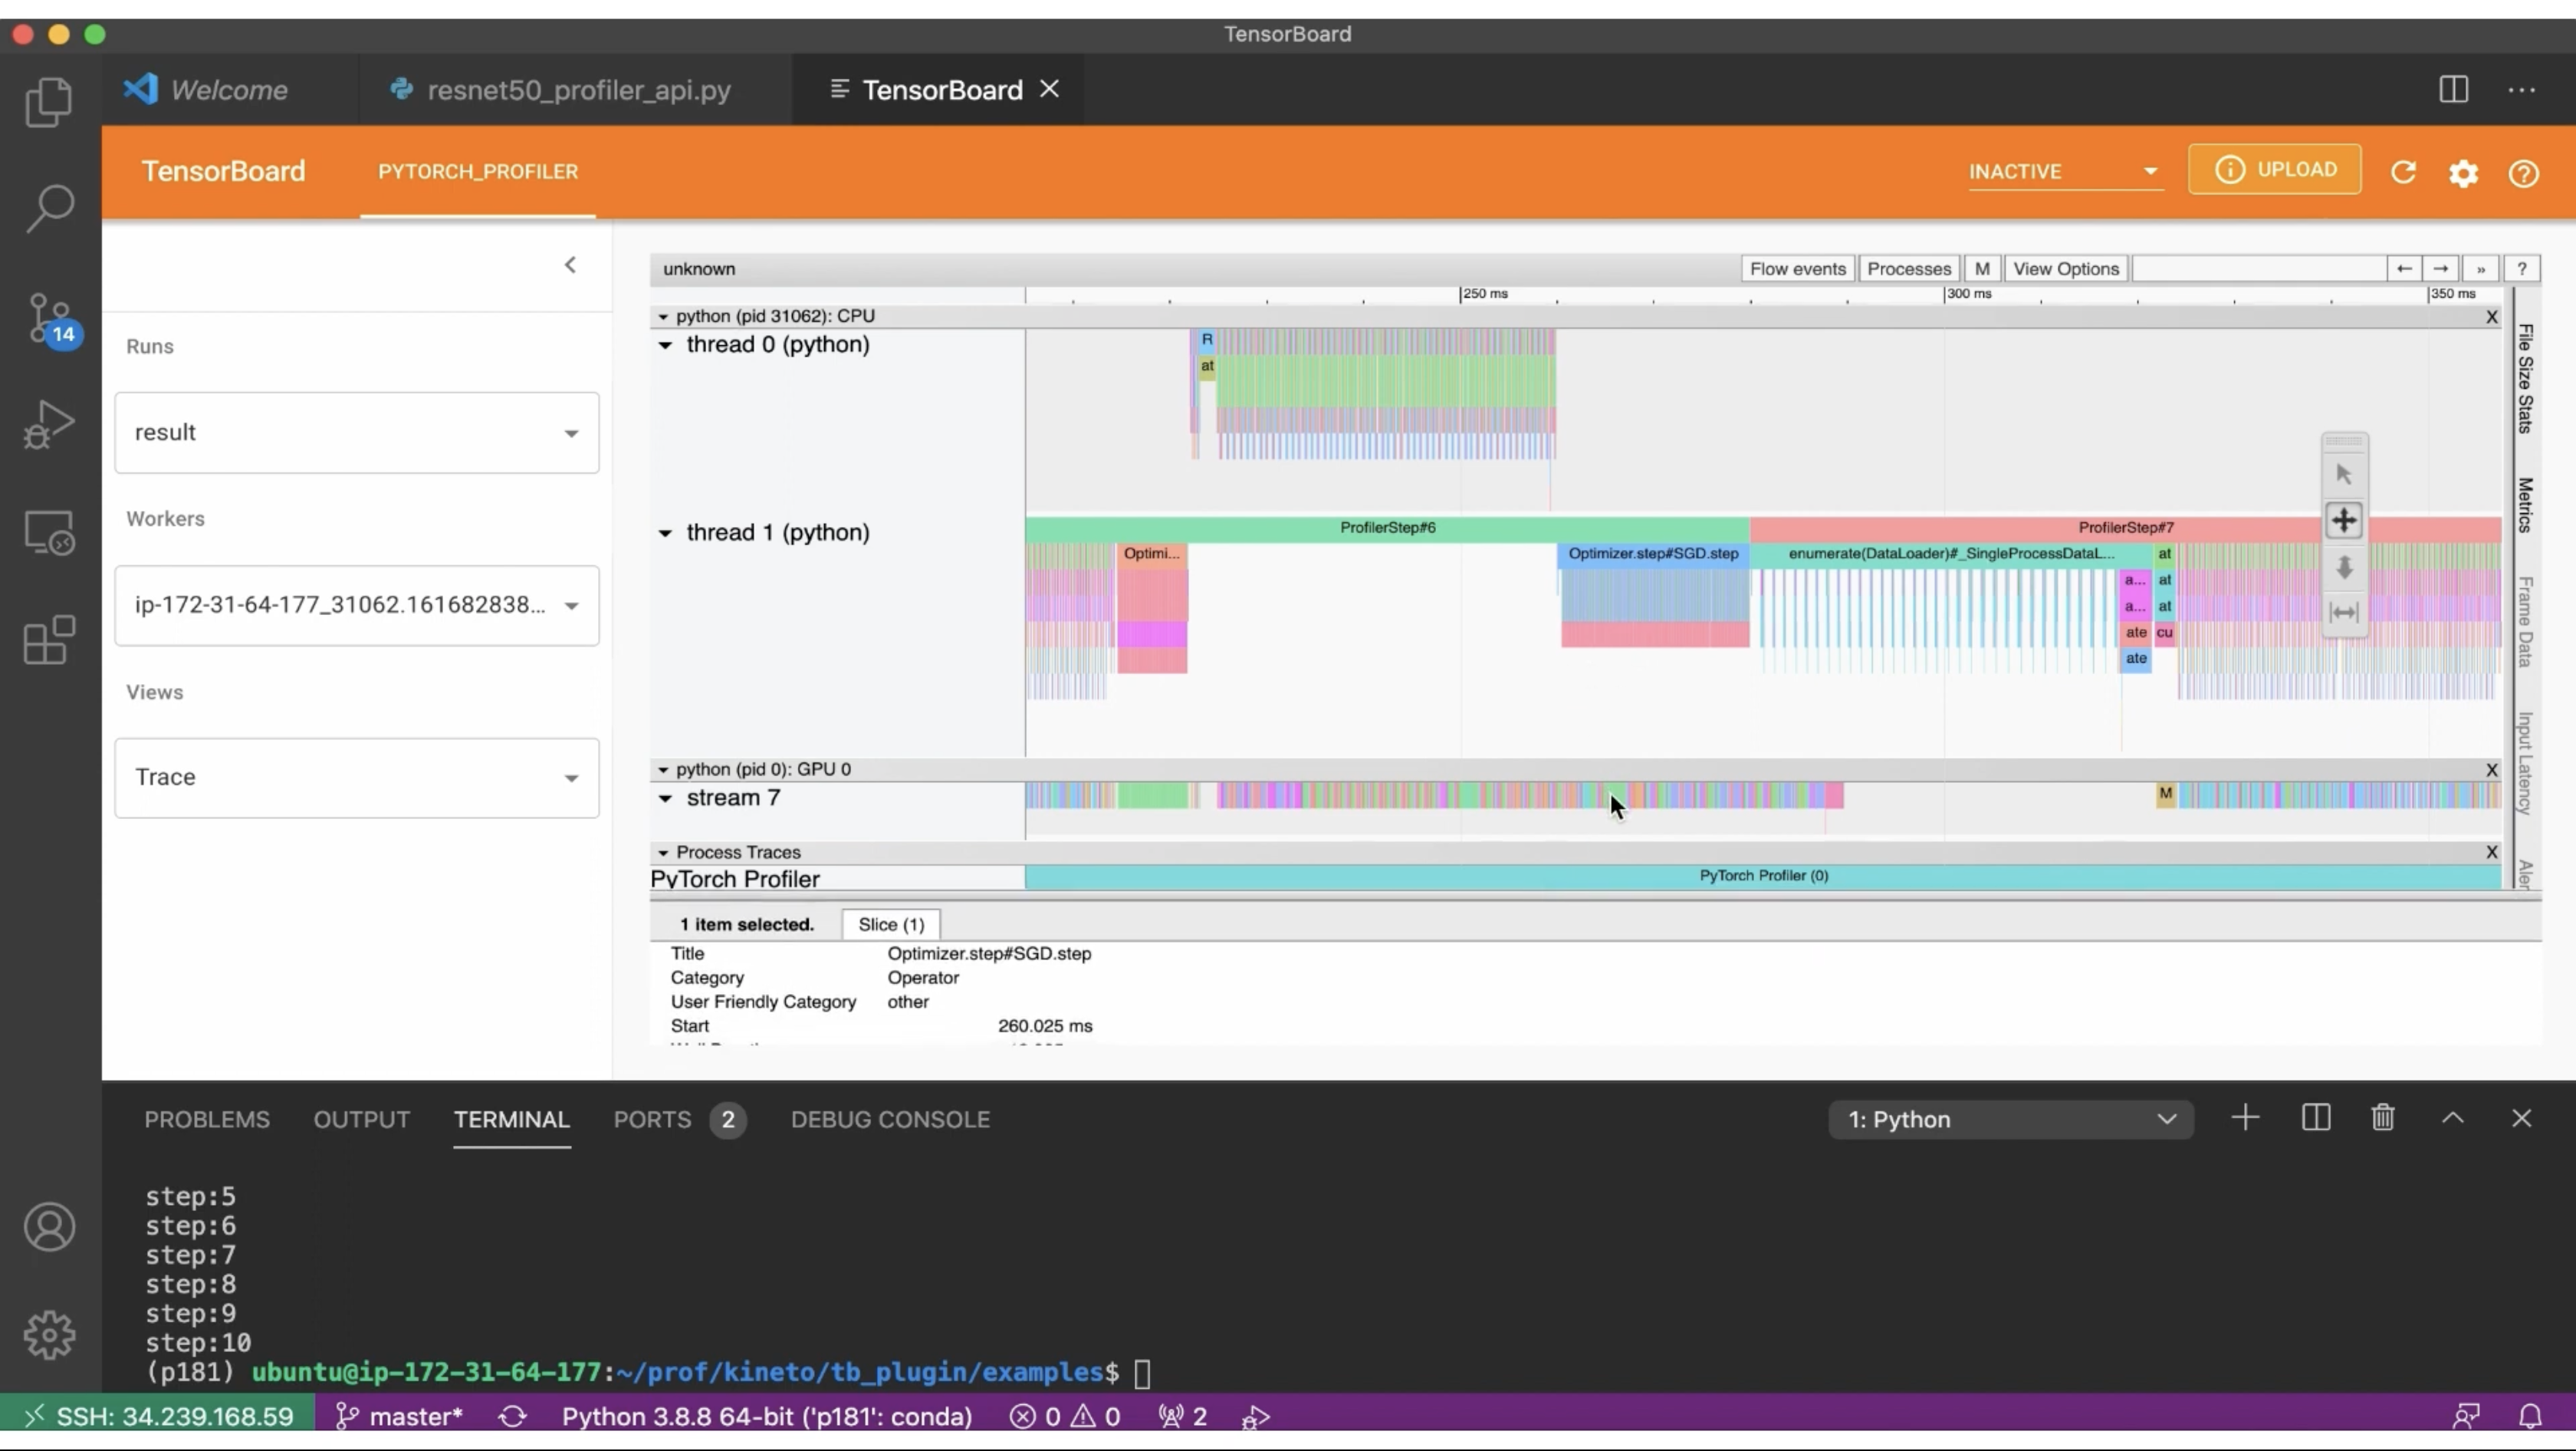 TensorBoard
Welcome
resnet50_profiler_api.py
TensorBoard
TensorBoard
PYTORCH_PROFILER
INACTIVE
UPLOAD
14
Runs
result
Workers
ip-172-31-64-177_31062.161682838...
Views
Trace
unknown
Flow events
Processes
M
View Options
←
→
»
?
250 ms
300 ms
350 ms
python (pid 31062): CPU
X
thread 0 (python)
R
at
thread 1 (python)
ProfilerStep#6
ProfilerStep#7
Optimi...
Optimizer.step#SGD.step
enumerate(DataLoader)#_SingleProcessDataL...
at
a...
at
a...
at
ate
cu
ate
python (pid 0): GPU 0
X
stream 7
M
Process Traces
X
PyTorch Profiler
PyTorch Profiler (0)
File Size Stats
Metrics
Frame Data
Input Latency
Aler
1 item selected.
Slice (1)
Title Optimizer.step#SGD.step
Category Operator
User Friendly Category other
Start 260.025 ms
PROBLEMS
OUTPUT
TERMINAL
PORTS 2
DEBUG CONSOLE
1: Python
step:5
step:6
step:7
step:8
step:9
step:10
(p181) ubuntu@ip-172-31-64-177:~/prof/kineto/tb_plugin/examples$
SSH: 34.239.168.59
master*
Python 3.8.8 64-bit ('p181': conda)
0
0
2